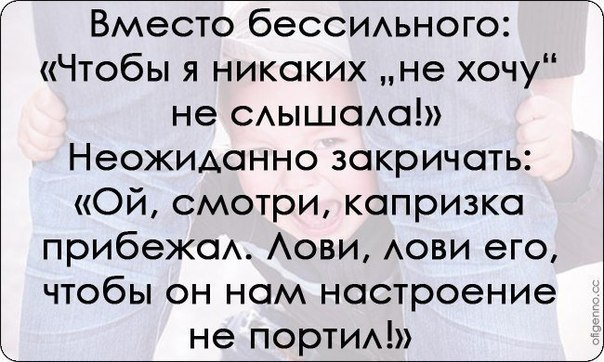 Вместо бессильного:
«Чтобы я никаких „не хочу“
не слышала!»
Неожиданно закричать:
«Ой, смотри, капризка
прибежал. Лови, лови его,
чтобы он нам настроение
не портил!»
ofigenno.cc